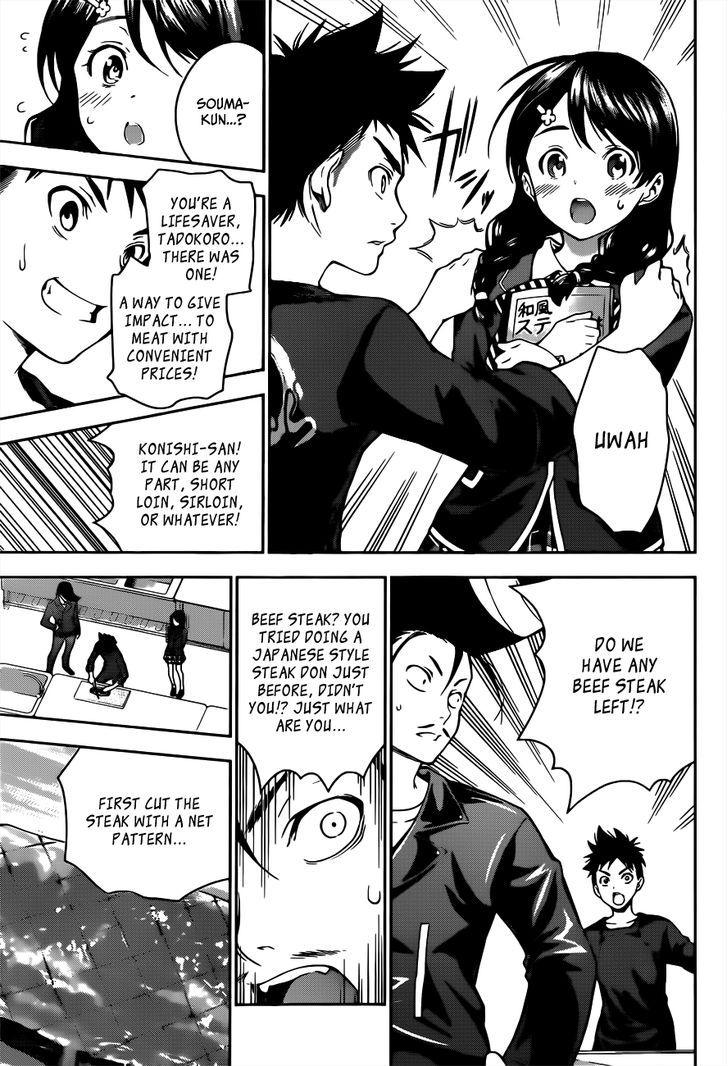 UWAH
和風
ステ
SOUMA-
KUN...?
YOU'RE A
LIFESAVER,
TADOKORO...
THERE WAS
ONE!
A WAY TO GIVE
IMPACT... TO
MEAT WITH
CONVENIENT
PRICES!
KONISHI-SAN!
IT CAN BE ANY
PART, SHORT
LOIN, SIRLOIN,
OR WHATEVER!
DO WE
HAVE ANY
BEEF STEAK
LEFT!?
BEEF STEAK? YOU
TRIED DOING A
JAPANESE STYLE
STEAK DON JUST
BEFORE, DIDN'T
YOU!? JUST WHAT
ARE YOU...
FIRST CUT THE
STEAK WITH A NET
PATTERN...